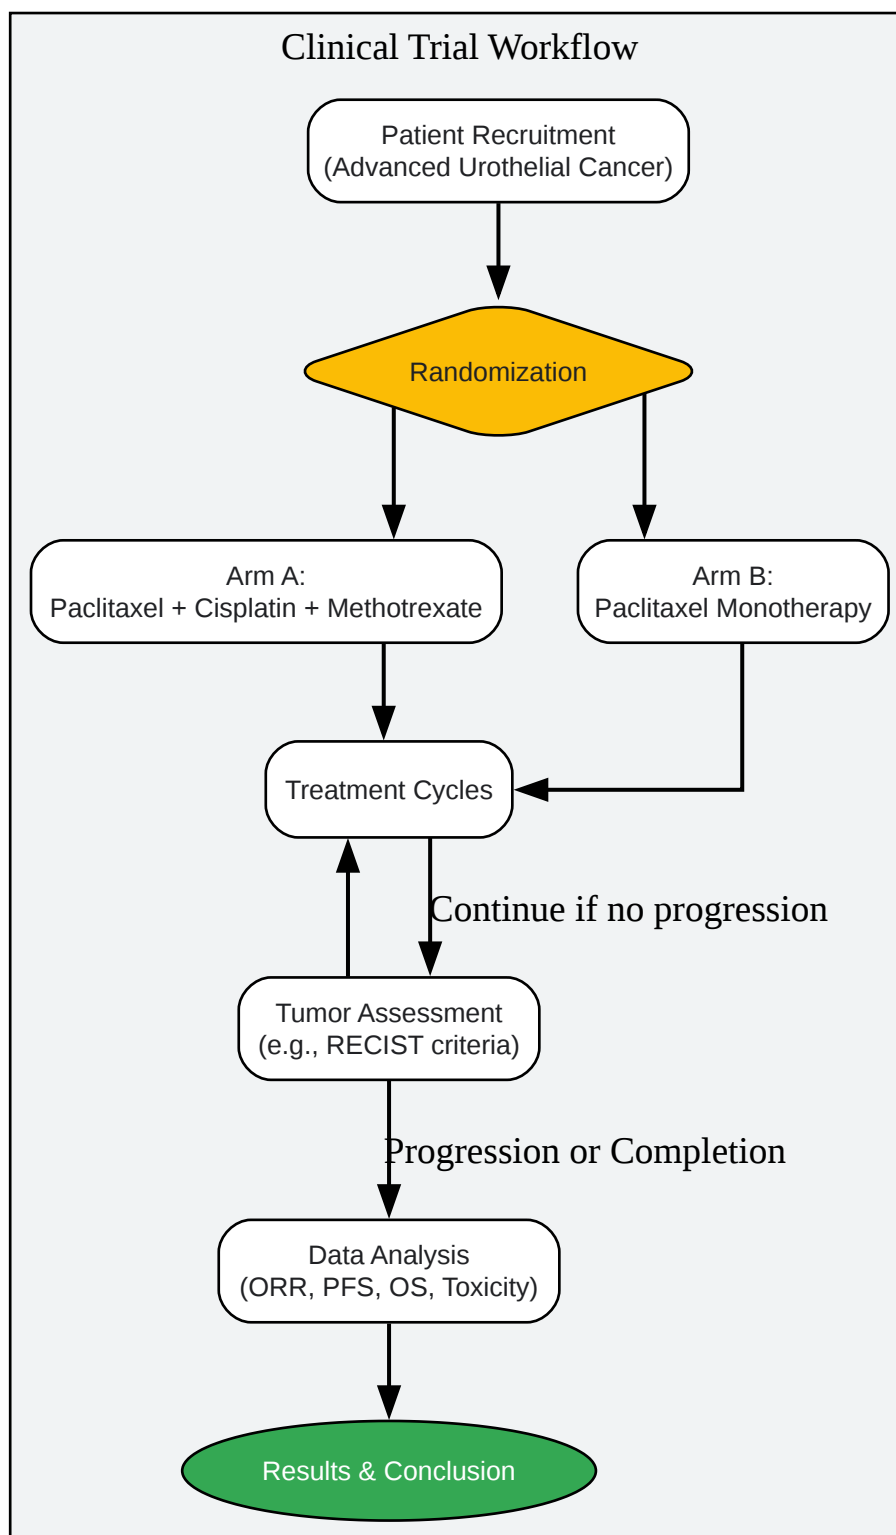 Clinical Trial Workflow
Patient Recruitment
(Advanced Urothelial Cancer)
Randomization
Arm A:
Paclitaxel + Cisplatin + Methotrexate
Arm B:
Paclitaxel Monotherapy
Treatment Cycles
Continue if no progression
Tumor Assessment
(e.g., RECIST criteria)
Progression or Completion
Data Analysis
(ORR, PFS, OS, Toxicity)
Results & Conclusion